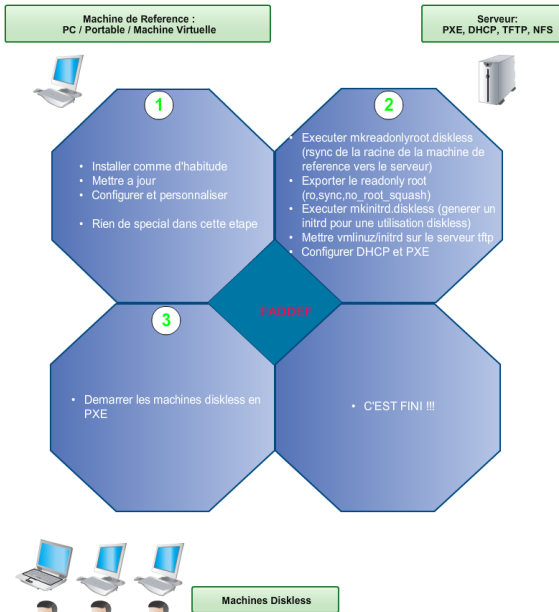 Machine de Reference :
PC / Portable / Machine Virtuelle
Serveur:
PXE, DHCP, TFTP, NFS
1
• Installer comme d'habitude
• Mettre a jour
• Configurer et personnaliser
• Rien de special dans cette etape
2
• Executer mkreadonlyroot.diskless
(rsync de la racine de la machine de
reference vers le serveur)
• Exporter le readonly root
(ro,sync,no_root_squash)
• Executer mkinitrd.diskless (generer un
initrd pour une utilisation diskless)
• Mettre vmlinuz/initrd sur le serveur tftp
• Configurer DHCP et PXE
FADDEF
3
• Demarrer les machines diskless en
PXE
• C'EST FINI !!!
Machines Diskless